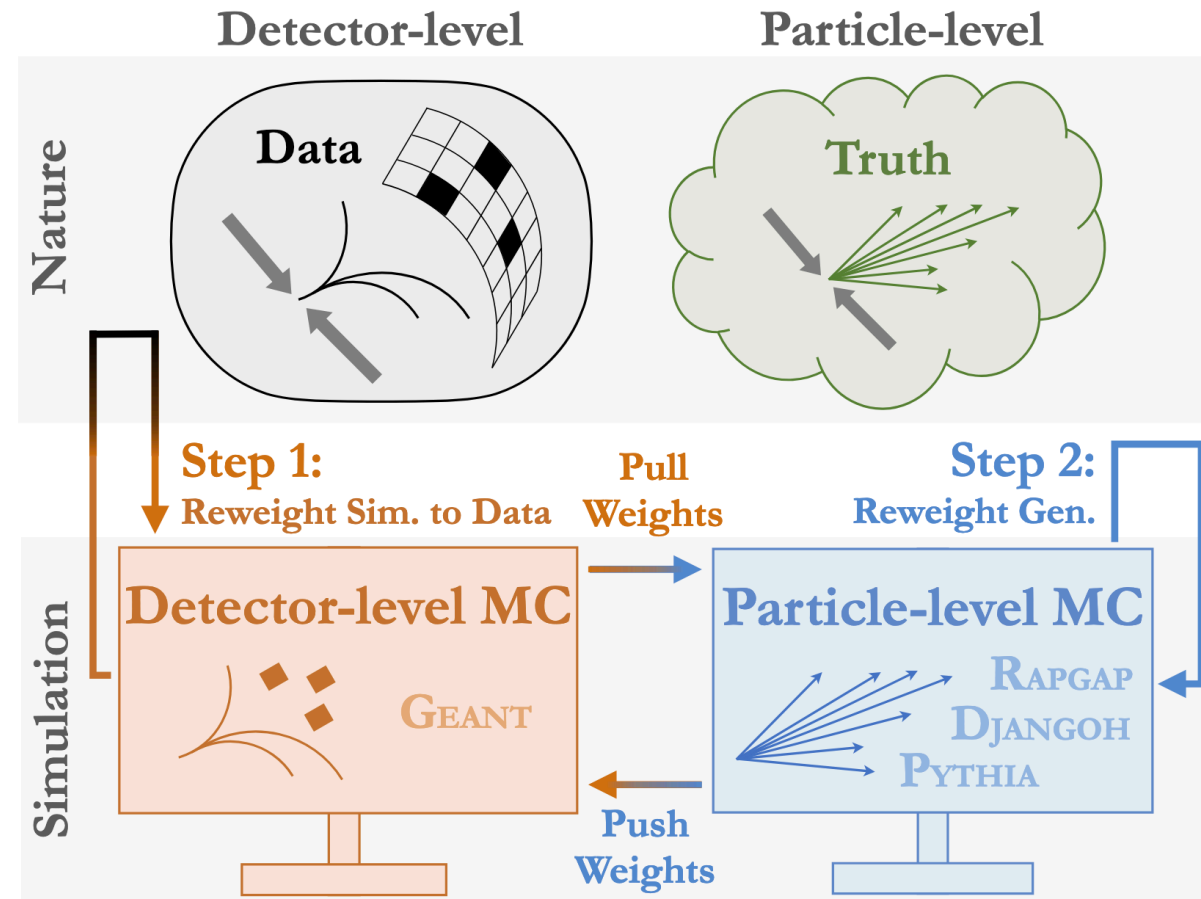 Detector-level
Particle-level
Nature
Data
Truth
Step 1:
Reweight Sim. to Data
Pull
Weights
Step 2:
Reweight Gen.
Simulation
Detector-level MC
GEANT
Particle-level MC
RAPGAP
DJANGOH
PYTHIA
Push
Weights